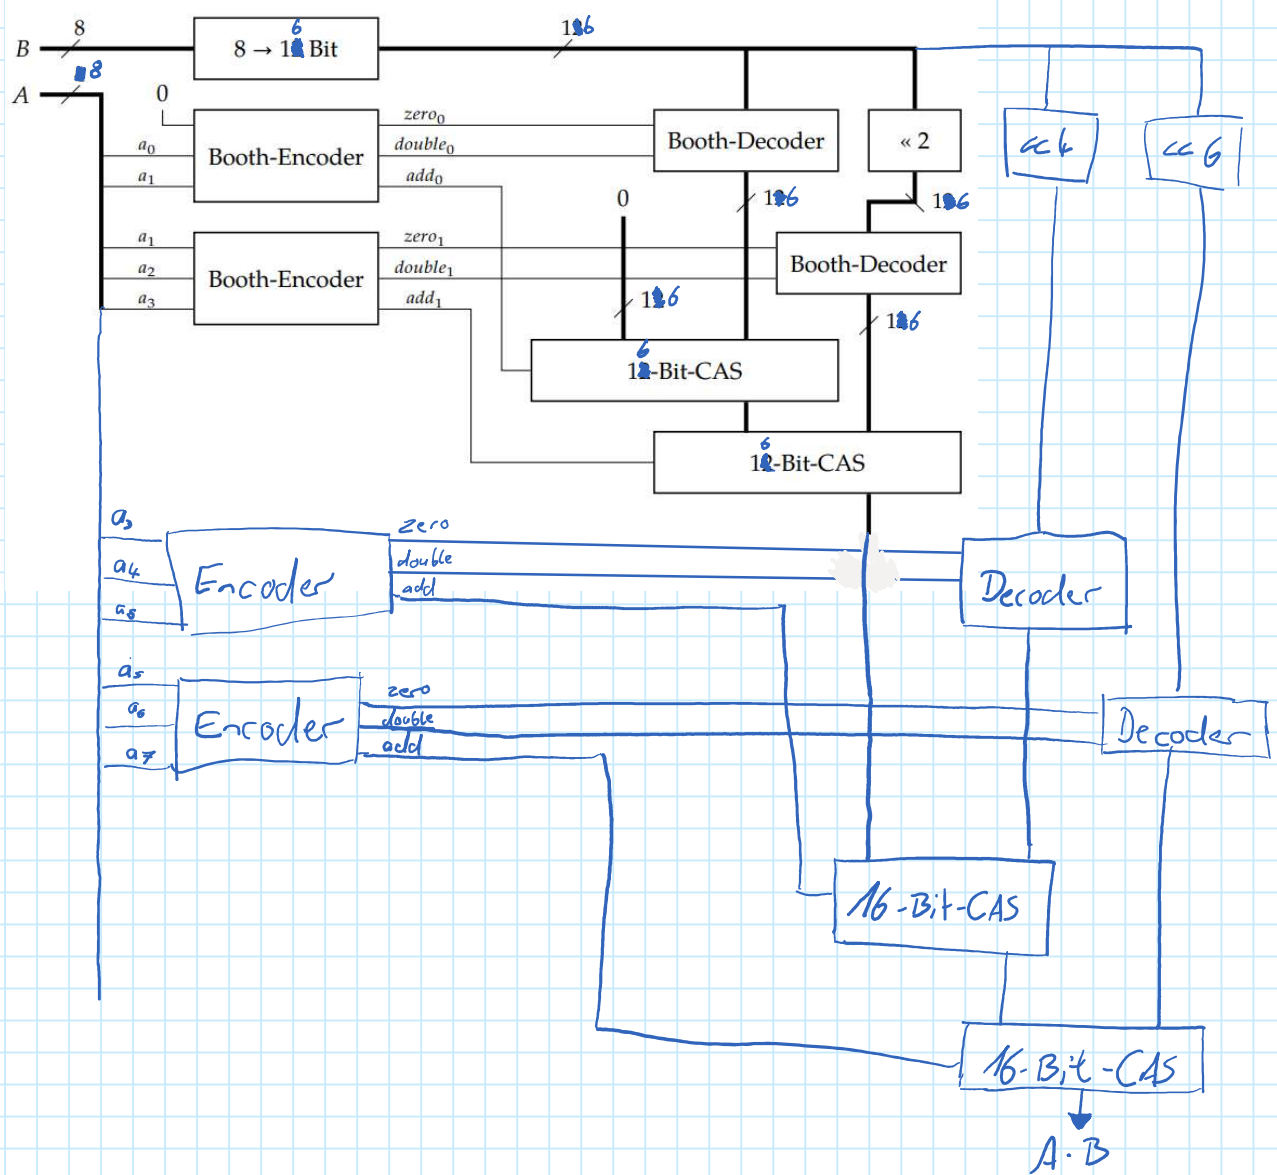 8
B
8 → 16 Bit
16
8
A
0
zero₀
a₀
Booth-Encoder
double₀
Booth-Decoder
« 2
<<4
<<6
a₁
add₀
0
16
16
a₁
zero₁
a₂
Booth-Encoder
double₁
Booth-Decoder
a₃
add₁
16
16
16-Bit-CAS
16-Bit-CAS
a₃
zero
a₄
Encoder
double
Decoder
add
a₅
a₅
zero
a₆
Encoder
double
Decoder
add
a₇
16-Bit-CAS
16-Bit-CAS
A·B